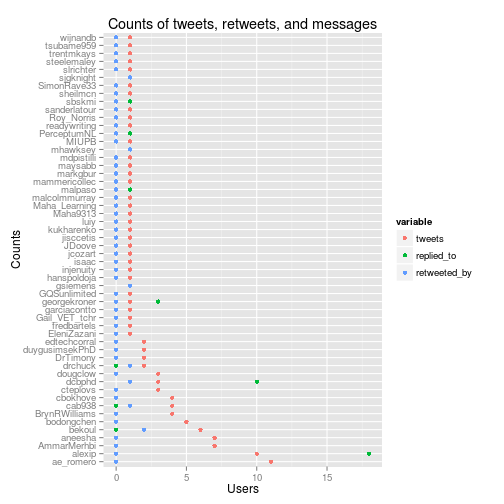 Counts of tweets, retweets, and messages
wijnandb
tsubame959
trentmkays
steelemaley
slrichter
sjgknight
SimonRave33
sheilmcn
sbskmi
sanderlatour
Roy_Norris
readywriting
PerceptumNL
MIUPB
mhawksey
mdpistilli
maysabb
markgbur
mammericollec
malpaso
malcolmmurray
Maha_Learning
Maha9313
luiy
kukharenko
jisccetis
JDoove
jcozart
isaac
injenuity
hanspoldoja
gsiemens
GQSunlimited
georgekroner
garciacontto
Gail_VET_tchr
fredbartels
EleniZazani
edtechcorral
duygusimsekPhD
DrTimony
drchuck
dougclow
dcbphd
cteplovs
cbokhove
cab938
BrynRWilliams
bodongchen
bekoul
aneesha
AmmarMerhbi
alexip
ae_romero
Counts
0 5 10 15
Users
variable
tweets
replied_to
retweeted_by